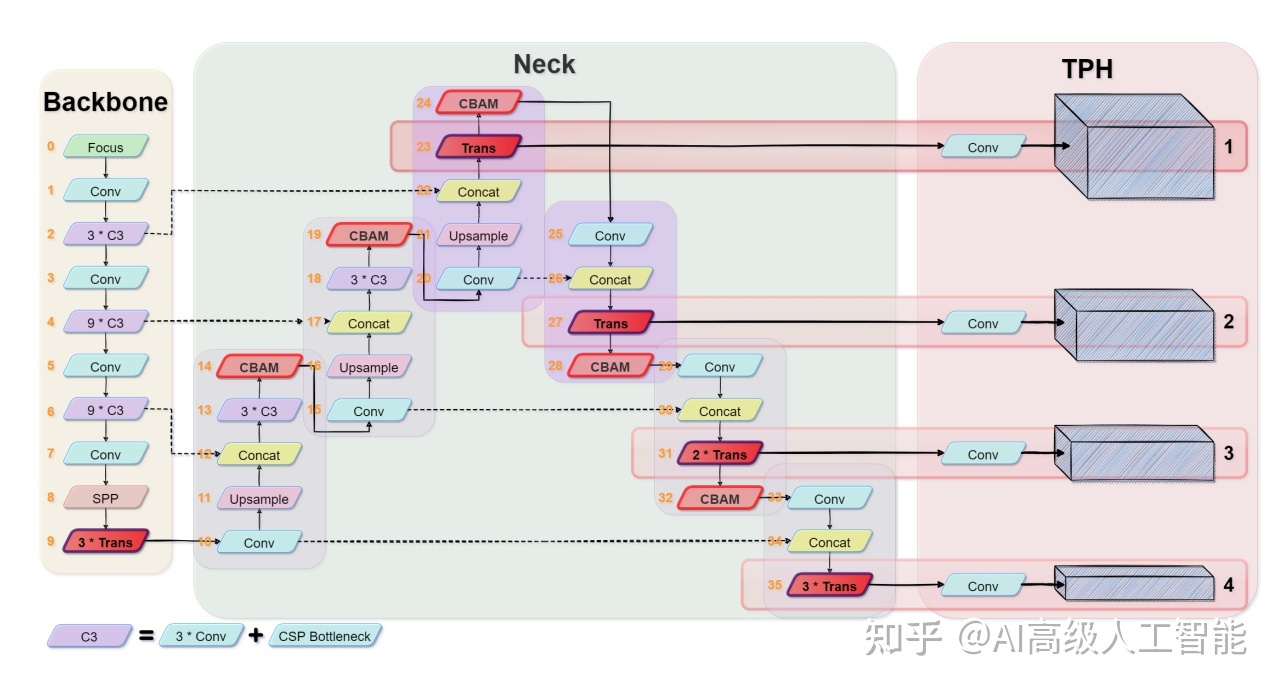 Neck
TPH
Backbone
0 Focus
1 Conv
2 3 * C3
3 Conv
4 9 * C3
5 Conv
6 9 * C3
7 Conv
8 SPP
9 3 * Trans
10 Conv
11 Upsample
12 Concat
13 3 * C3
14 CBAM
15 Conv
16 Upsample
17 Concat
18 3 * C3
19 CBAM
20 Conv
21 Upsample
22 Concat
23 Trans
24 CBAM
25 Conv
26 Concat
27 Trans
28 CBAM
29 Conv
30 Concat
31 2 * Trans
32 CBAM
33 Conv
34 Concat
35 3 * Trans
Conv 1
Conv 2
Conv 3
Conv 4
C3 = 3 * Conv + CSP Bottleneck
知乎 @AI高级人工智能